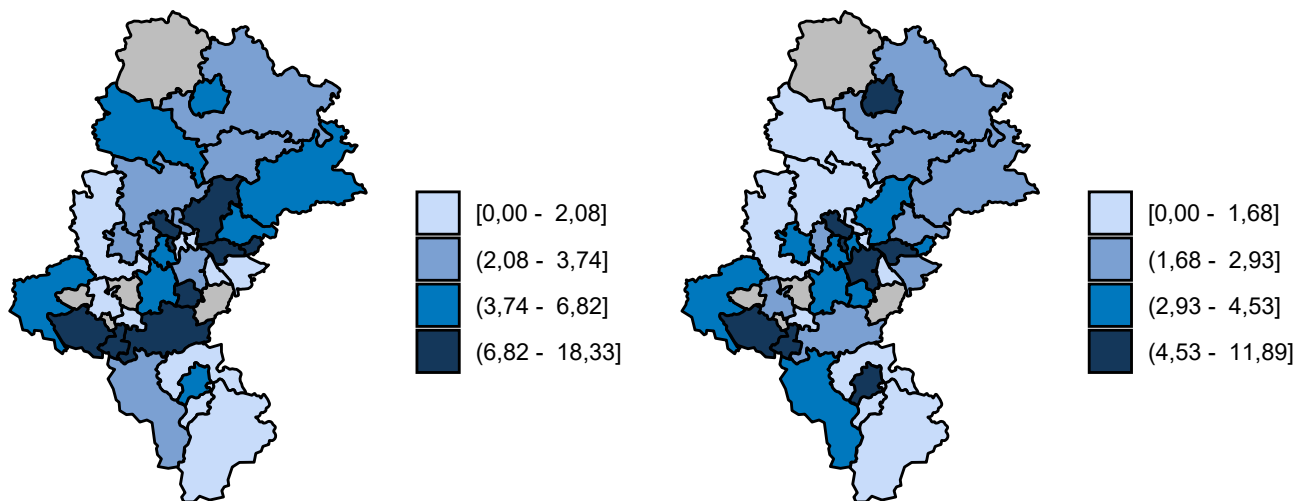 [0,00 - 2,08]
(2,08 - 3,74]
(3,74 - 6,82]
(6,82 - 18,33]
[0,00 - 1,68]
(1,68 - 2,93]
(2,93 - 4,53]
(4,53 - 11,89]